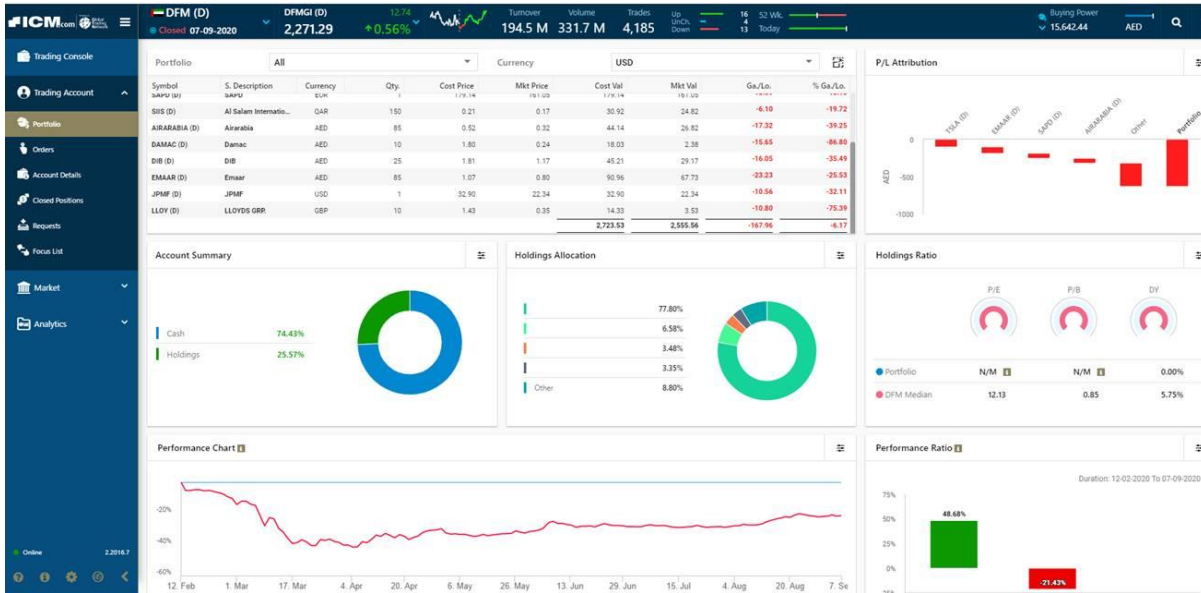 ICM.com
DFM (D)
Closed 07-09-2020
DFMGI (D)
2,271.29
12.74
0.56%
Turnover
194.5 M
Volume
331.7 M
Trades
4,185
Up
UnCh.
Down
16
4
13
52 Wk.
Today
Buying Power
15,642.44
AED
Trading Console
Trading Account
Portfolio
Orders
Account Details
Closed Positions
Requests
Focus List
Market
Analytics
Online 2.2016.7
Portfolio All Currency USD
Symbol S. Description Currency Qty. Cost Price Mkt Price Cost Val Mkt Val Ga./Lo. % Ga./Lo.
SAPD (D) SAPD EUR 1 179.14 161.05 179.14 161.05
SIIS (D) Al Salam Internatio... QAR 150 0.21 0.17 30.92 24.82 -6.10 -19.72
AIRARABIA (D) Airarabia AED 85 0.52 0.32 44.14 26.82 -17.32 -39.25
DAMAC (D) Damac AED 10 1.80 0.24 18.03 2.38 -15.65 -86.80
DIB (D) DIB AED 25 1.81 1.17 45.21 29.17 -16.05 -35.49
EMAAR (D) Emaar AED 85 1.07 0.80 90.96 67.73 -23.23 -25.53
JPMF (D) JPMF USD 1 32.90 22.34 32.90 22.34 -10.56 -32.11
LLOY (D) LLOYDS GRP. GBP 10 1.43 0.35 14.33 3.53 -10.80 -75.39
2,723.53 2,555.56 -167.96 -6.17
P/L Attribution
TSLA (D) EMAAR (D) SAPD (D) AIRARABIA (D) Other Portfolio
0
-500
-1000
AED
Account Summary
Cash 74.43%
Holdings 25.57%
Holdings Allocation
77.80%
6.58%
3.48%
3.35%
Other 8.80%
Holdings Ratio
P/E P/B DY
Portfolio N/M N/M 0.00%
DFM Median 12.13 0.85 5.75%
Performance Chart
-20%
-40%
-60%
12. Feb 1. Mar 17. Mar 4. Apr 20. Apr 6. May 26. May 13. Jun 29. Jun 15. Jul 4. Aug 20. Aug 7. Se
Performance Ratio
Duration: 12-02-2020 To 07-09-2020
75%
50%
25%
0%
48.68%
-21.43%